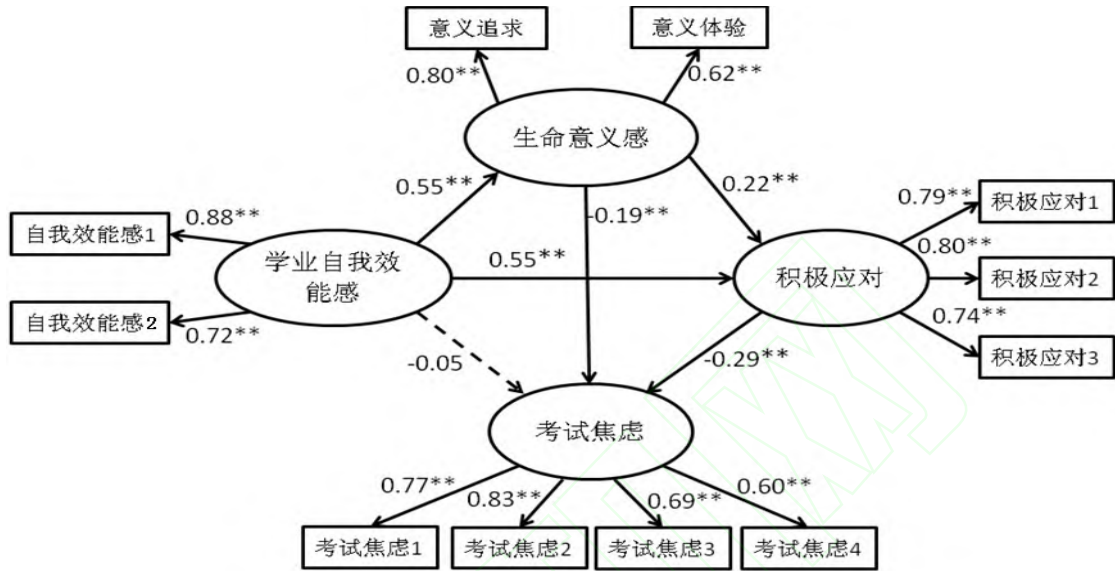 意义追求
意义体验
0.80**
0.62**
生命意义感
0.55**
0.22**
-0.19**
0.88**
自我效能感1
0.79**
积极应对1
学业自我效
能感
0.55**
积极应对
0.80**
积极应对2
自我效能感2
0.72**
0.74**
积极应对3
-0.05
-0.29**
考试焦虑
0.77**
0.83**
0.69**
0.60**
考试焦虑1
考试焦虑2
考试焦虑3
考试焦虑4